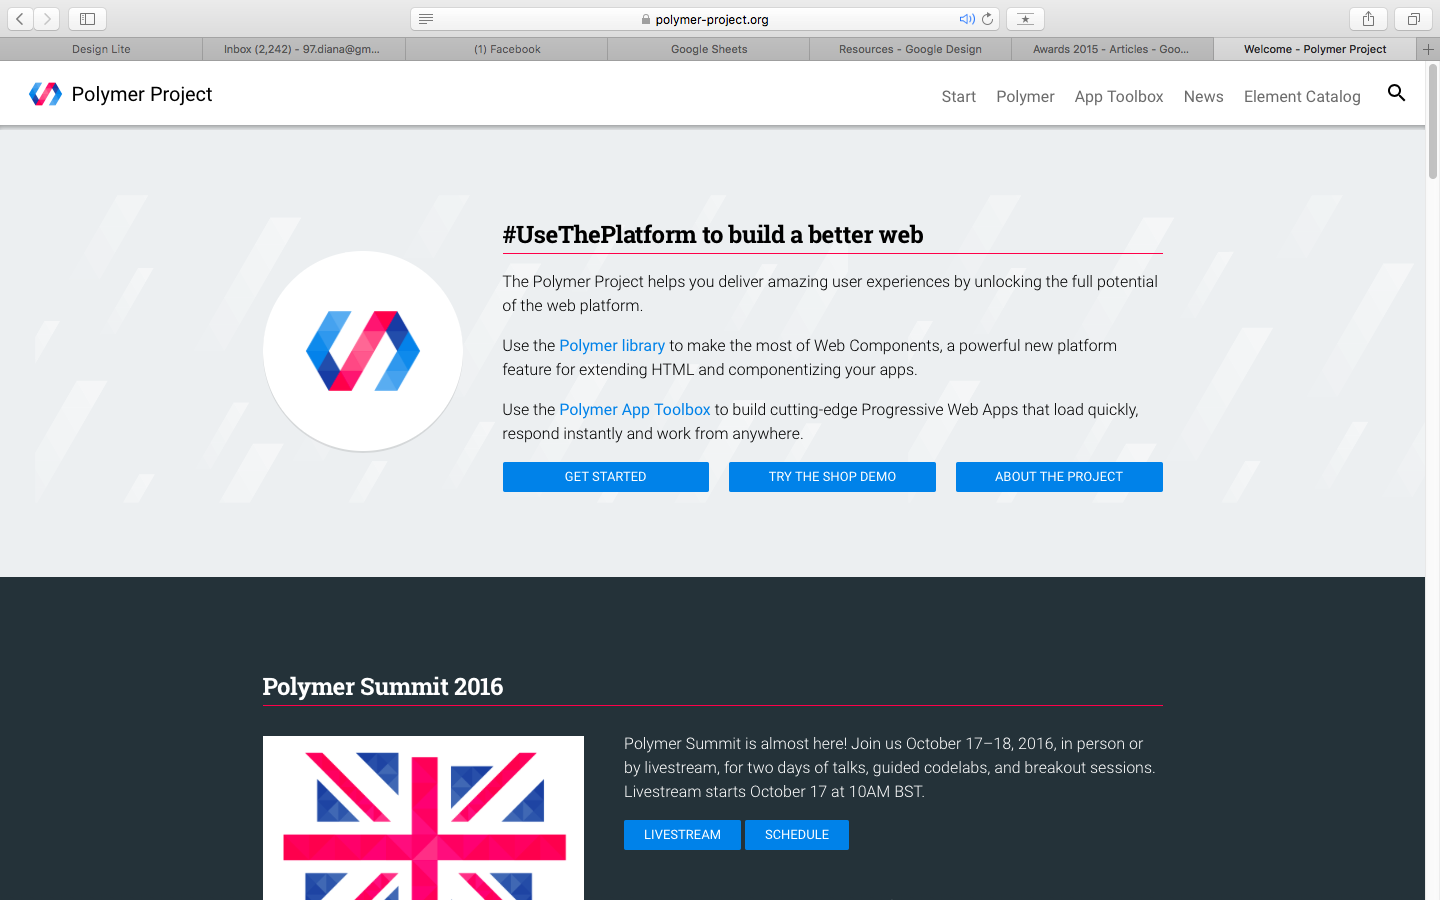 polymer-project.org
Design Lite
Inbox (2,242) - 97.diana@gm...
(1) Facebook
Google Sheets
Resources - Google Design
Awards 2015 - Articles - Goo...
Welcome - Polymer Project
Polymer Project
Start
Polymer
App Toolbox
News
Element Catalog
#UseThePlatform to build a better web
The Polymer Project helps you deliver amazing user experiences by unlocking the full potential
of the web platform.
Use the Polymer library to make the most of Web Components, a powerful new platform
feature for extending HTML and componentizing your apps.
Use the Polymer App Toolbox to build cutting-edge Progressive Web Apps that load quickly,
respond instantly and work from anywhere.
GET STARTED
TRY THE SHOP DEMO
ABOUT THE PROJECT
Polymer Summit 2016
Polymer Summit is almost here! Join us October 17–18, 2016, in person or
by livestream, for two days of talks, guided codelabs, and breakout sessions.
Livestream starts October 17 at 10AM BST.
LIVESTREAM
SCHEDULE